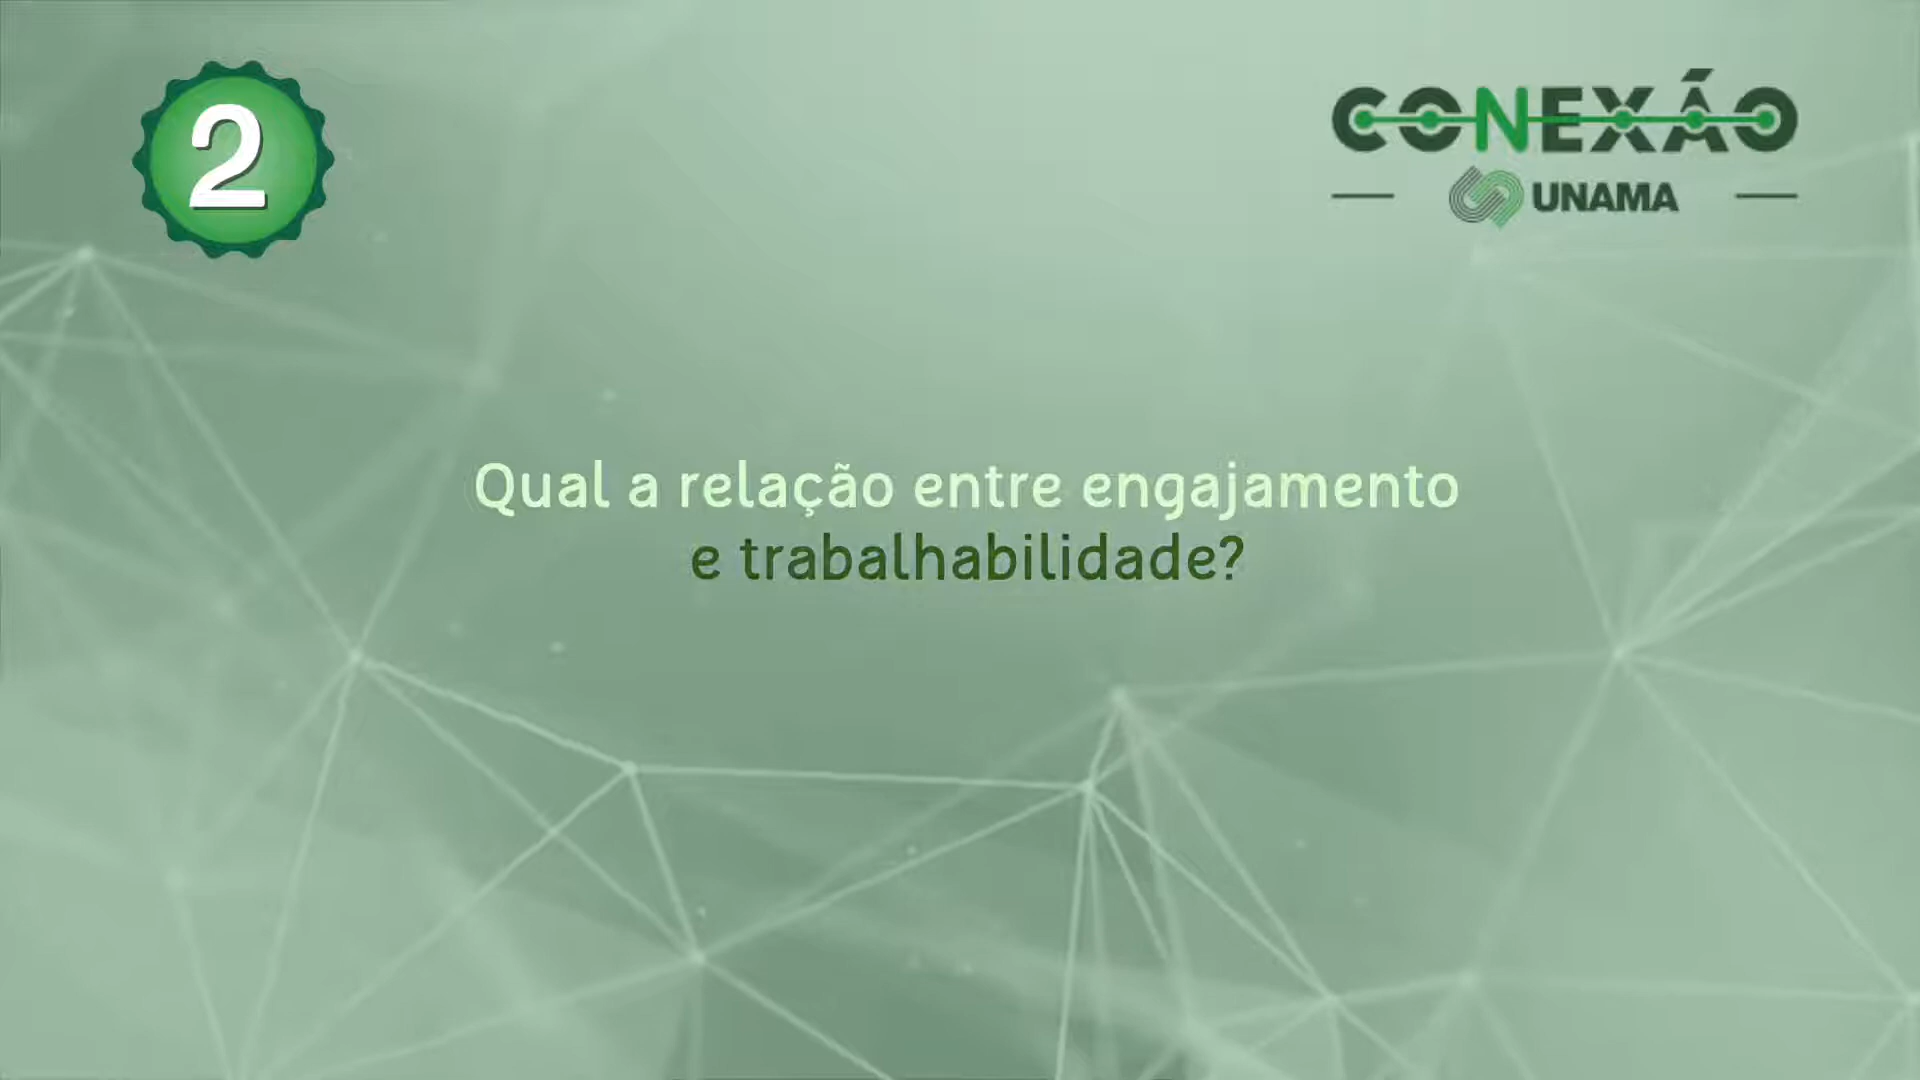 2
CONEXÃO
UNAMA
Qual a relação entre engajamento
e trabalhabilidade?